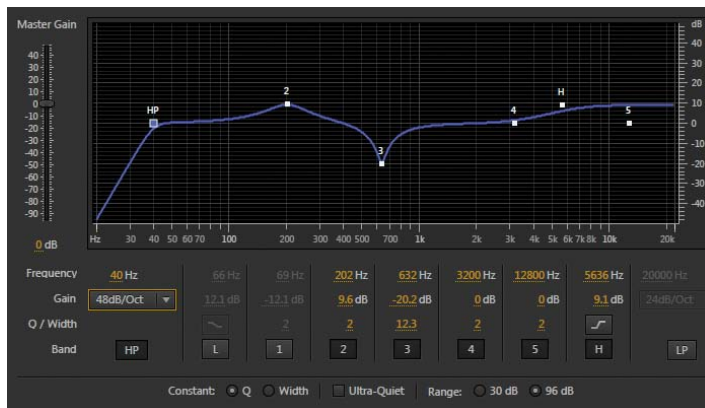 Master Gain
dB
40
30
20
10
0
-10
-20
-30
-40
-50
-60
-70
-80
-90
0 dB
HP
2
3
4
H
5
40
30
20
10
0
-10
-20
-30
-40
Hz 30 40 50 60 70 100 200 300 400 500 700 1k 2k 3k 4k 5k 6k 7k 8k 10k 20k
Frequency 40 Hz 66 Hz 69 Hz 202 Hz 632 Hz 3200 Hz 12800 Hz 5636 Hz 20000 Hz
Gain 48dB/Oct 12.1 dB -12.1 dB 9.6 dB -20.2 dB 0 dB 0 dB 9.1 dB 24dB/Oct
Q / Width 2 2 12.3 2 2
Band HP L 1 2 3 4 5 H LP
Constant: Q Width Ultra-Quiet Range: 30 dB 96 dB